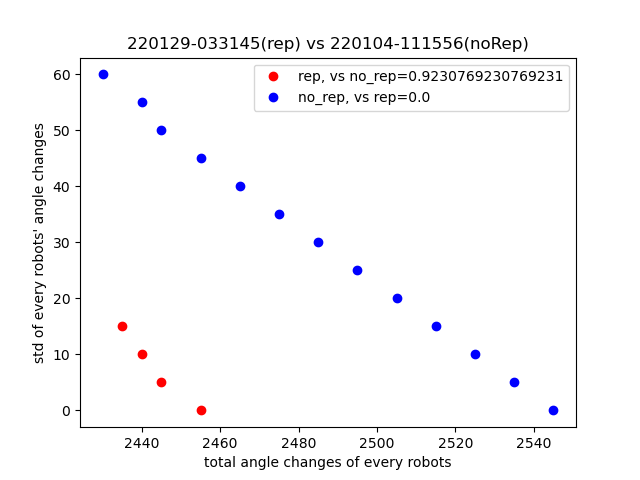 220129-033145(rep) vs 220104-111556(noRep)
rep, vs no_rep=0.9230769230769231
no_rep, vs rep=0.0
std of every robots' angle changes
60
50
40
30
20
10
0
2440 2460 2480 2500 2520 2540
total angle changes of every robots